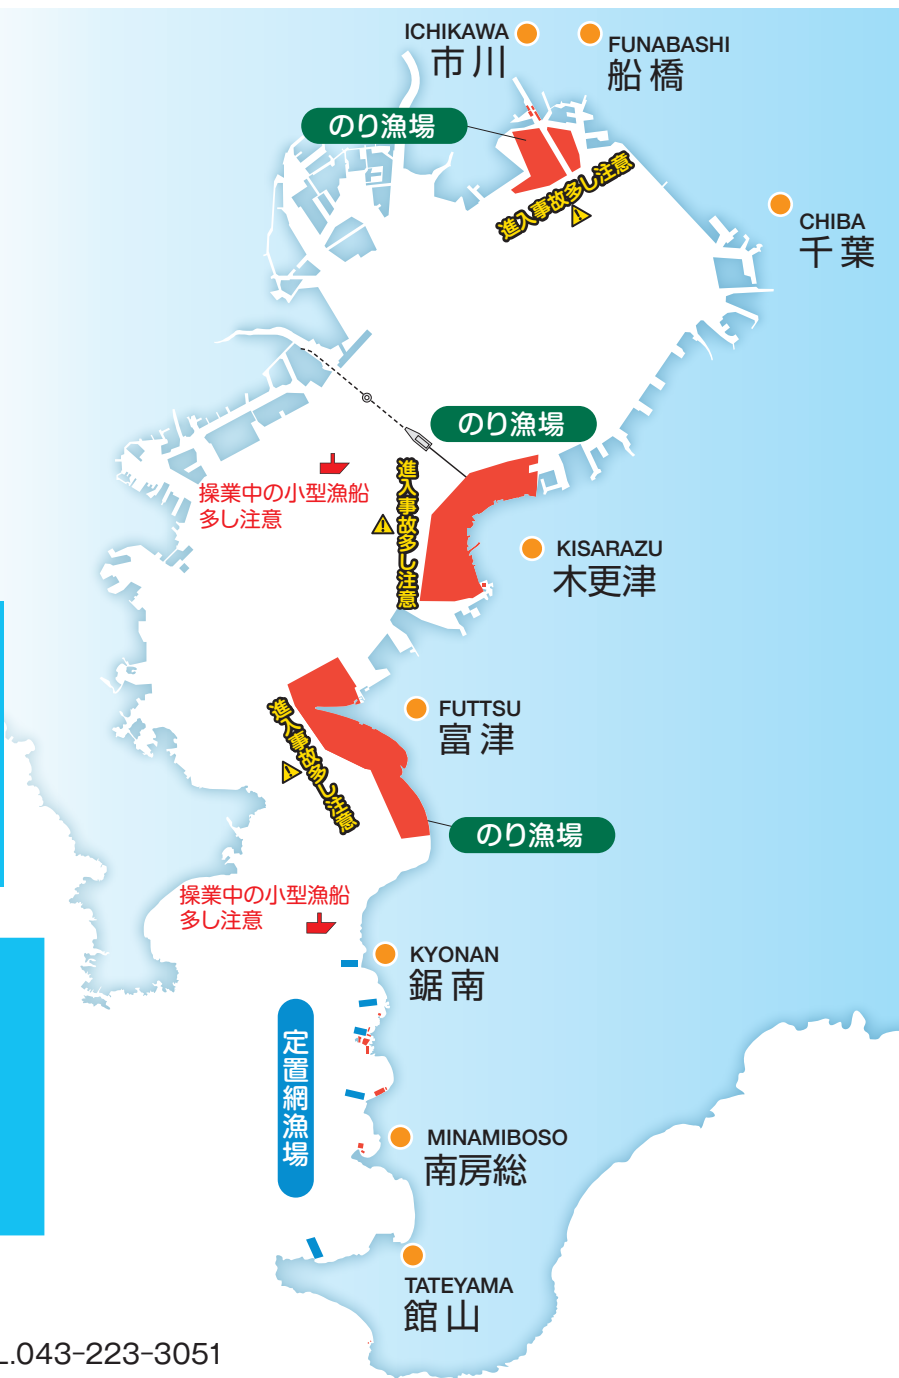 ICHIKAWA
市川
FUNABASHI
船橋
のり漁場
進入事故多し注意
CHIBA
千葉
のり漁場
操業中の小型漁船
多し注意
進入事故多し注意
KISARAZU
木更津
FUTTSU
富津
進入事故多し注意
のり漁場
操業中の小型漁船
多し注意
KYONAN
鋸南
定置網漁場
MINAMIBOSO
南房総
TATEYAMA
館山
L.043-223-3051